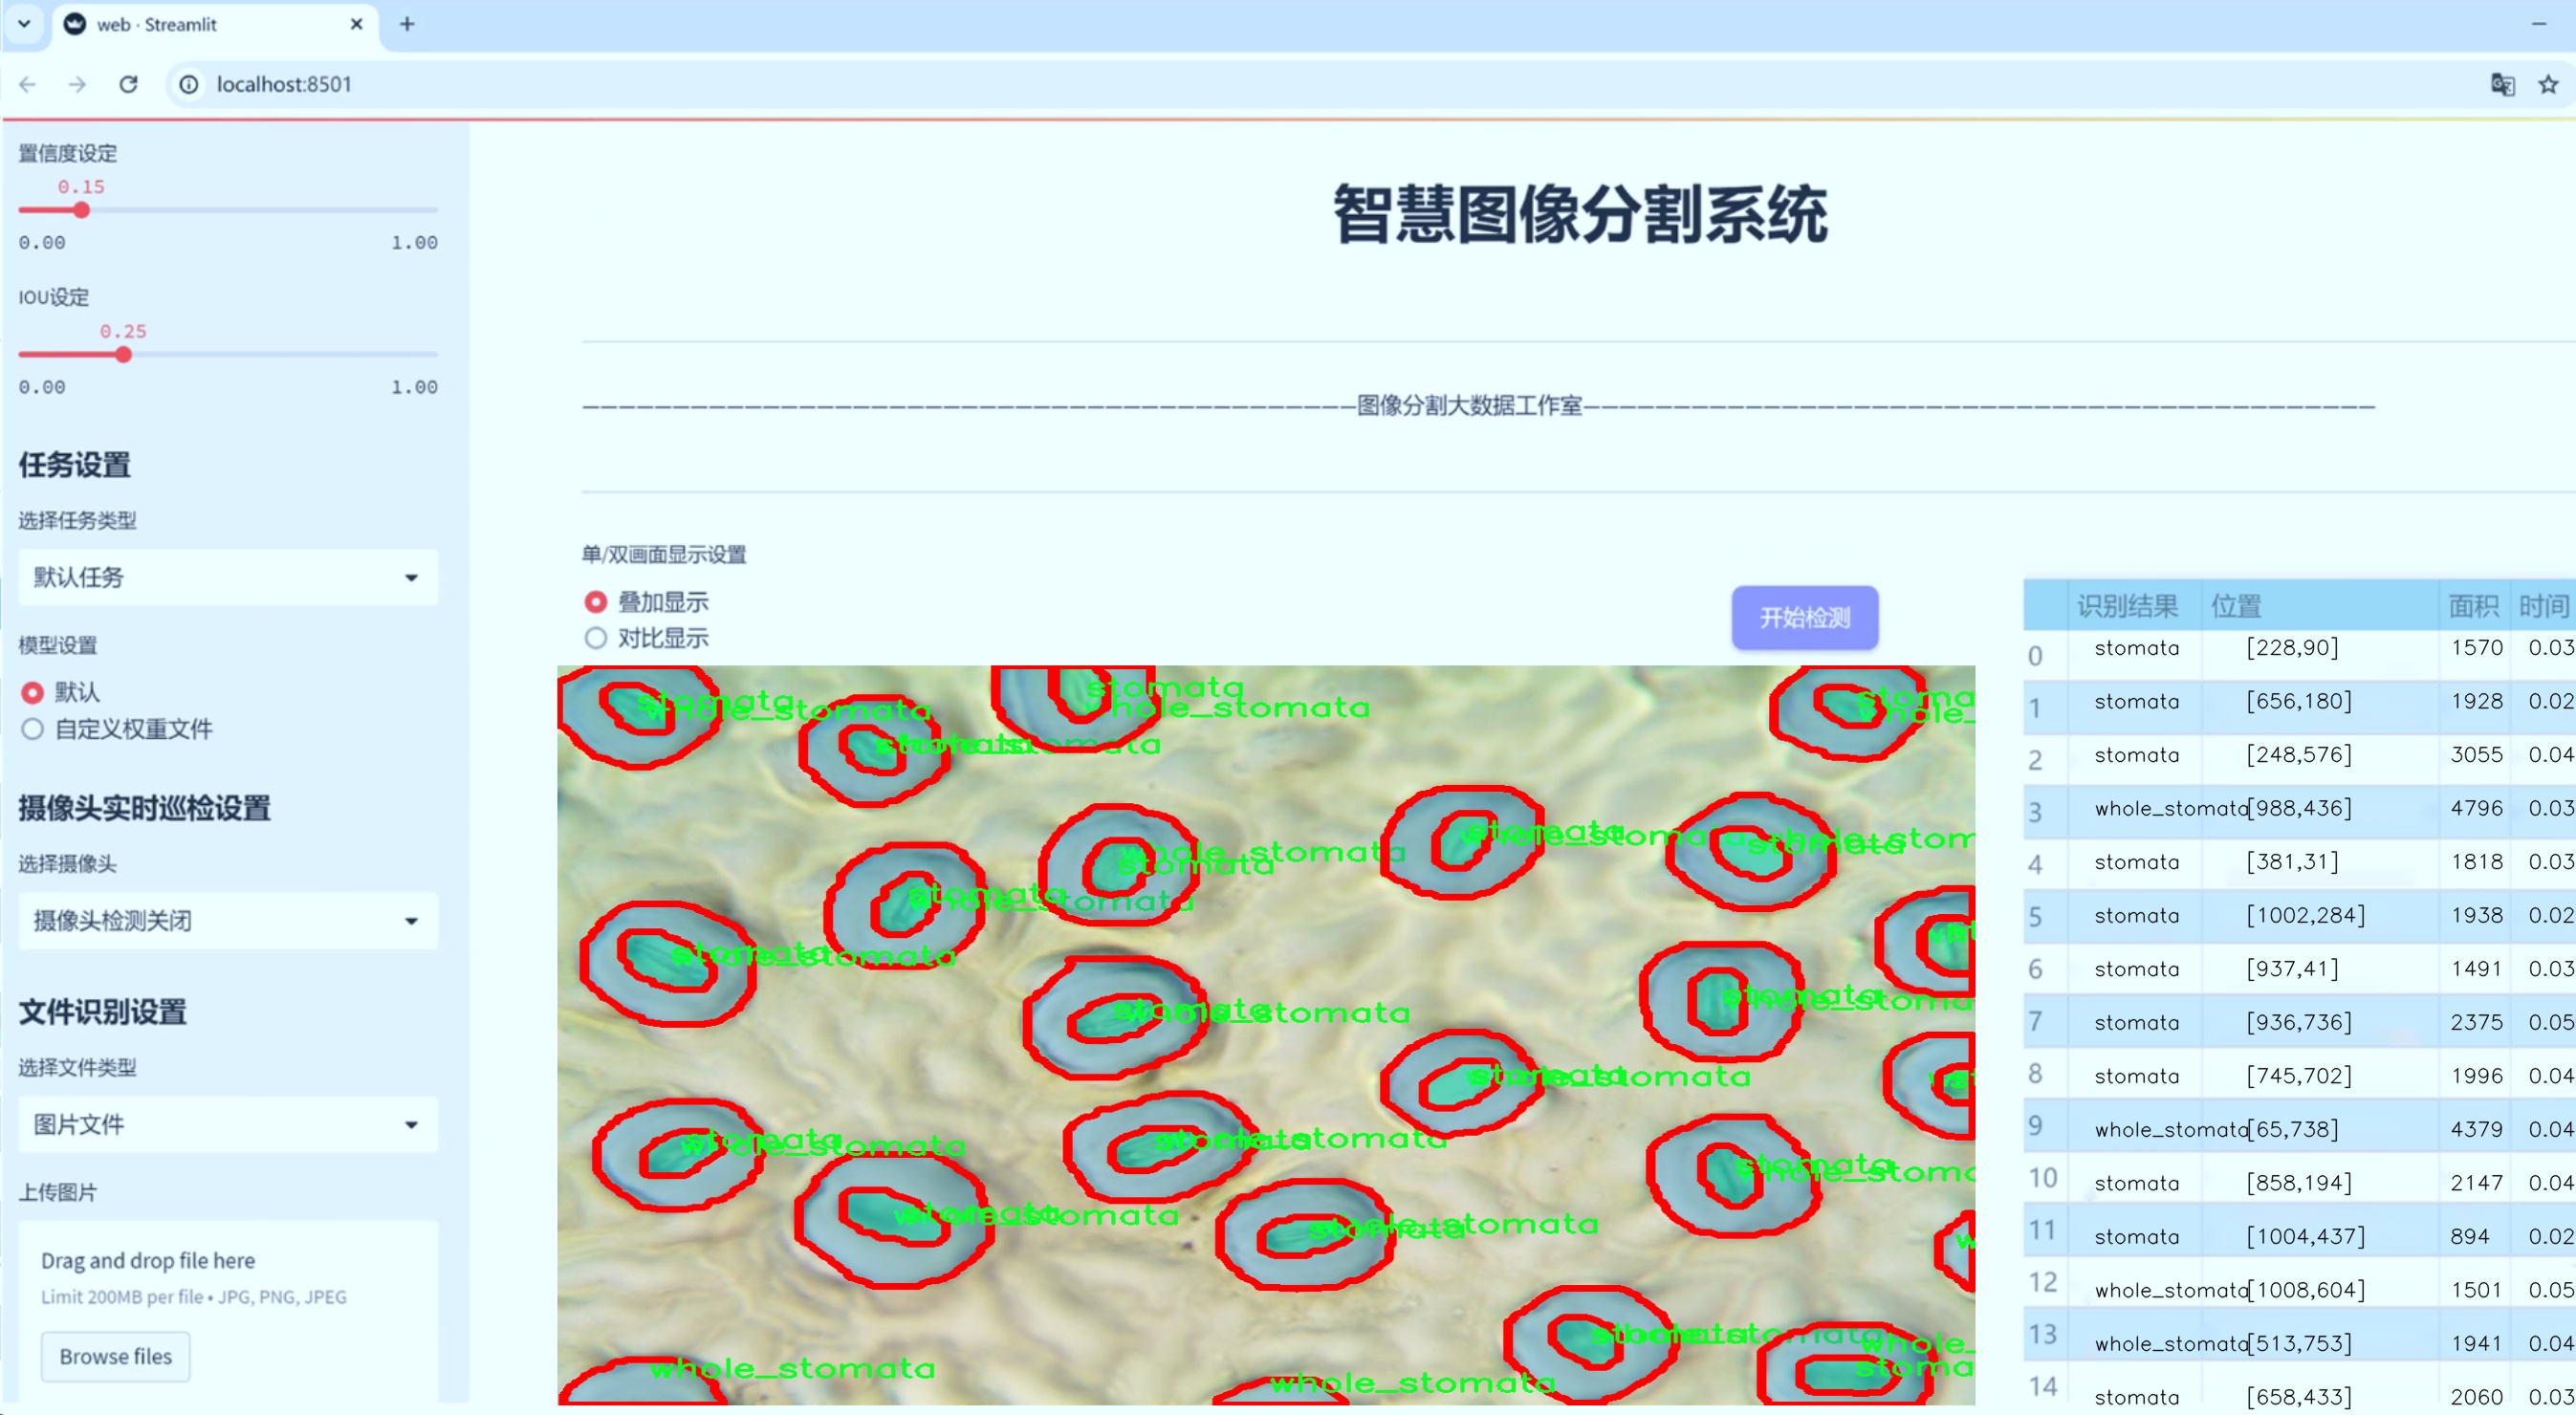 web · Streamlit
localhost:8501
置信度设定
0.15
0.00 1.00
IOU设定
0.25
0.00 1.00
任务设置
选择任务类型
默认任务
模型设置
默认
自定义权重文件
摄像头实时巡检设置
选择摄像头
摄像头检测关闭
文件识别设置
选择文件类型
图片文件
上传图片
Drag and drop file here
Limit 200MB per file • JPG, PNG, JPEG
Browse files
智慧图像分割系统
图像分割大数据工作室
单/双画面显示设置
叠加显示
对比显示
开始检测
stomata
whole_stomata
stomata
whole_stomata
whole_stomata
stomata
stomata
whole_stomata
stomata
whole_stomata
stomata
whole_stomata
stomata
whole_stomata
stomata
whole_stomata
whole_stomata
whole_stomata
识别结果 位置 面积 时间
0 stomata [228,90] 1570 0.03
1 stomata [656,180] 1928 0.02
2 stomata [248,576] 3055 0.04
3 whole_stomata [988,436] 4796 0.03
4 stomata [381,31] 1818 0.03
5 stomata [1002,284] 1938 0.02
6 stomata [937,41] 1491 0.03
7 stomata [936,736] 2375 0.05
8 stomata [745,702] 1996 0.04
9 whole_stomata [65,738] 4379 0.04
10 stomata [858,194] 2147 0.04
11 stomata [1004,437] 894 0.02
12 whole_stomata [1008,604] 1501 0.05
13 whole_stomata [513,753] 1941 0.04
14 stomata [658,433] 2060 0.03